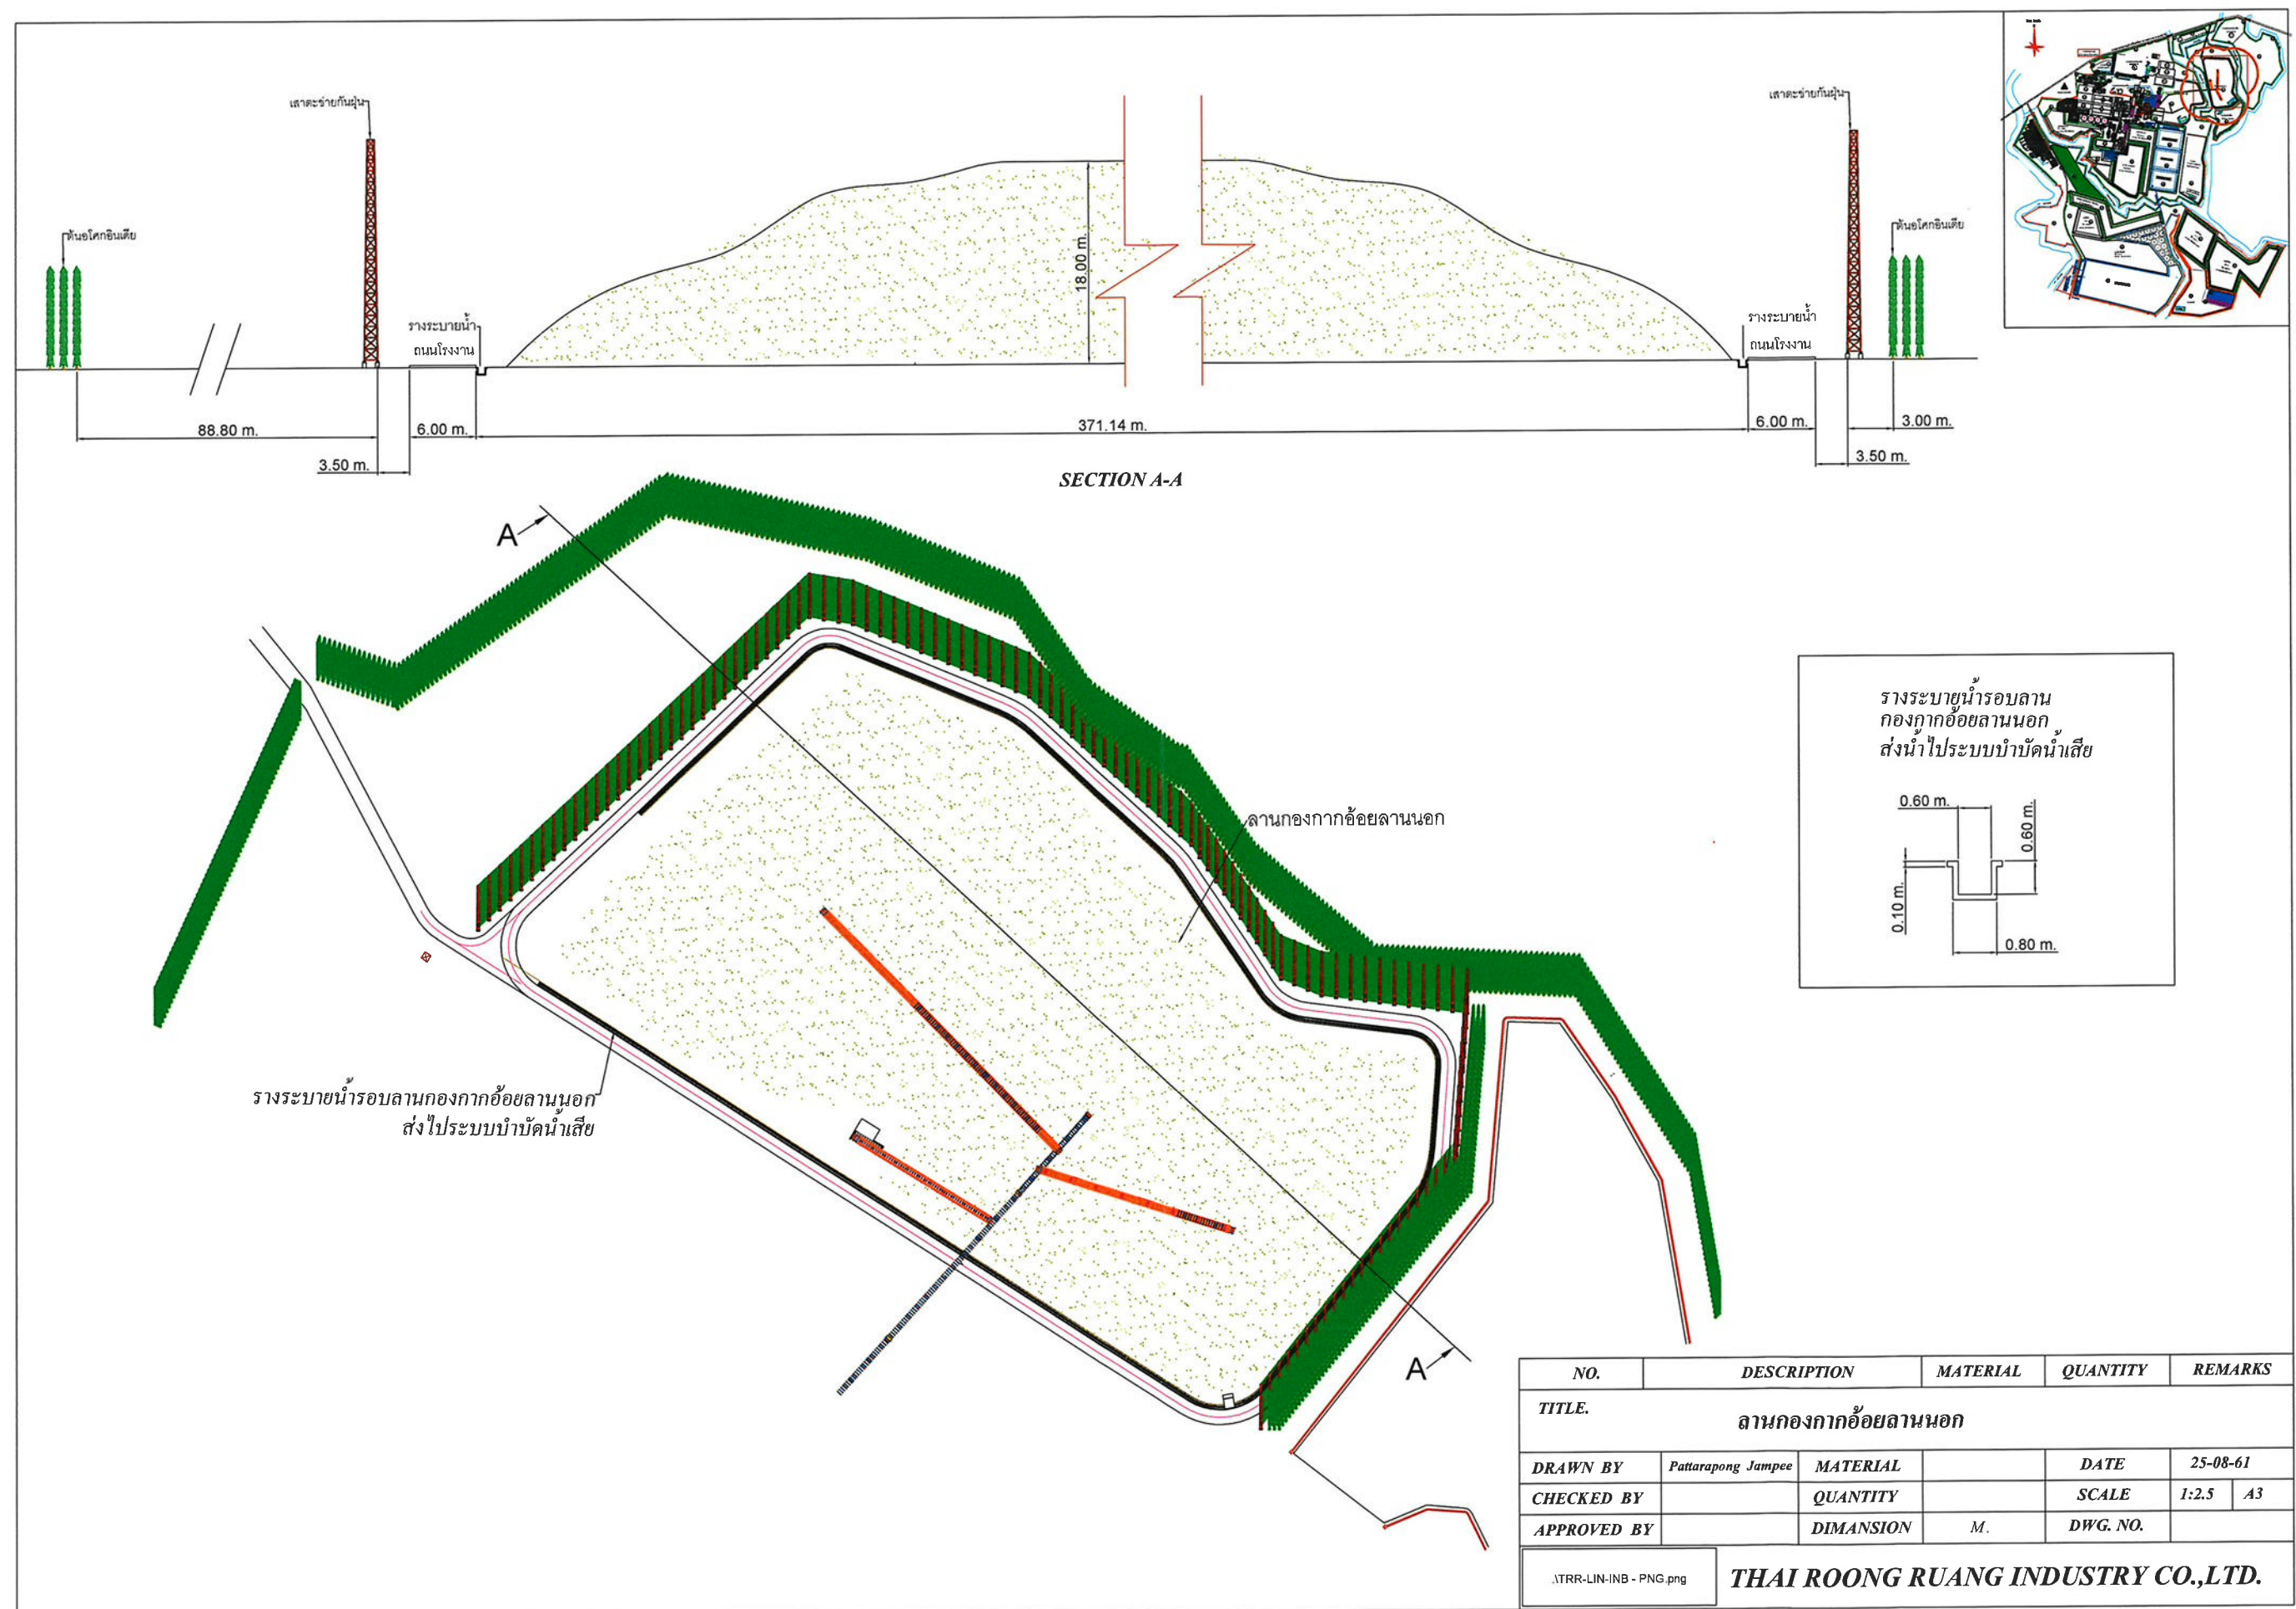 เสาตะข่ายกันฝุ่น
เสาตะข่ายกันฝุ่น
ต้นอโศกอินเดีย
ต้นอโศกอินเดีย
18.00 m.
รางระบายน้ำ
ถนนโรงงาน
รางระบายน้ำ
ถนนโรงงาน
88.80 m.
3.50 m.
6.00 m.
371.14 m.
6.00 m.
3.00 m.
3.50 m.
SECTION A-A
A
ลานกองกากอ้อยลานนอก
รางระบายน้ำรอบลานกองกากอ้อยลานนอก
ส่งไประบบบำบัดน้ำเสีย
A
รางระบายน้ำรอบลาน
กองกากอ้อยลานนอก
ส่งน้ำไประบบบำบัดน้ำเสีย
0.60 m.
0.60 m.
0.10 m.
0.80 m.
NO. DESCRIPTION MATERIAL QUANTITY REMARKS
TITLE. ลานกองกากอ้อยลานนอก
DRAWN BY Pattarapong Jampee MATERIAL DATE 25-08-61
CHECKED BY QUANTITY SCALE 1:2.5 A3
APPROVED BY DIMANSION M. DWG. NO.
.\TRR-LIN-INB - PNG.png THAI ROONG RUANG INDUSTRY CO.,LTD.